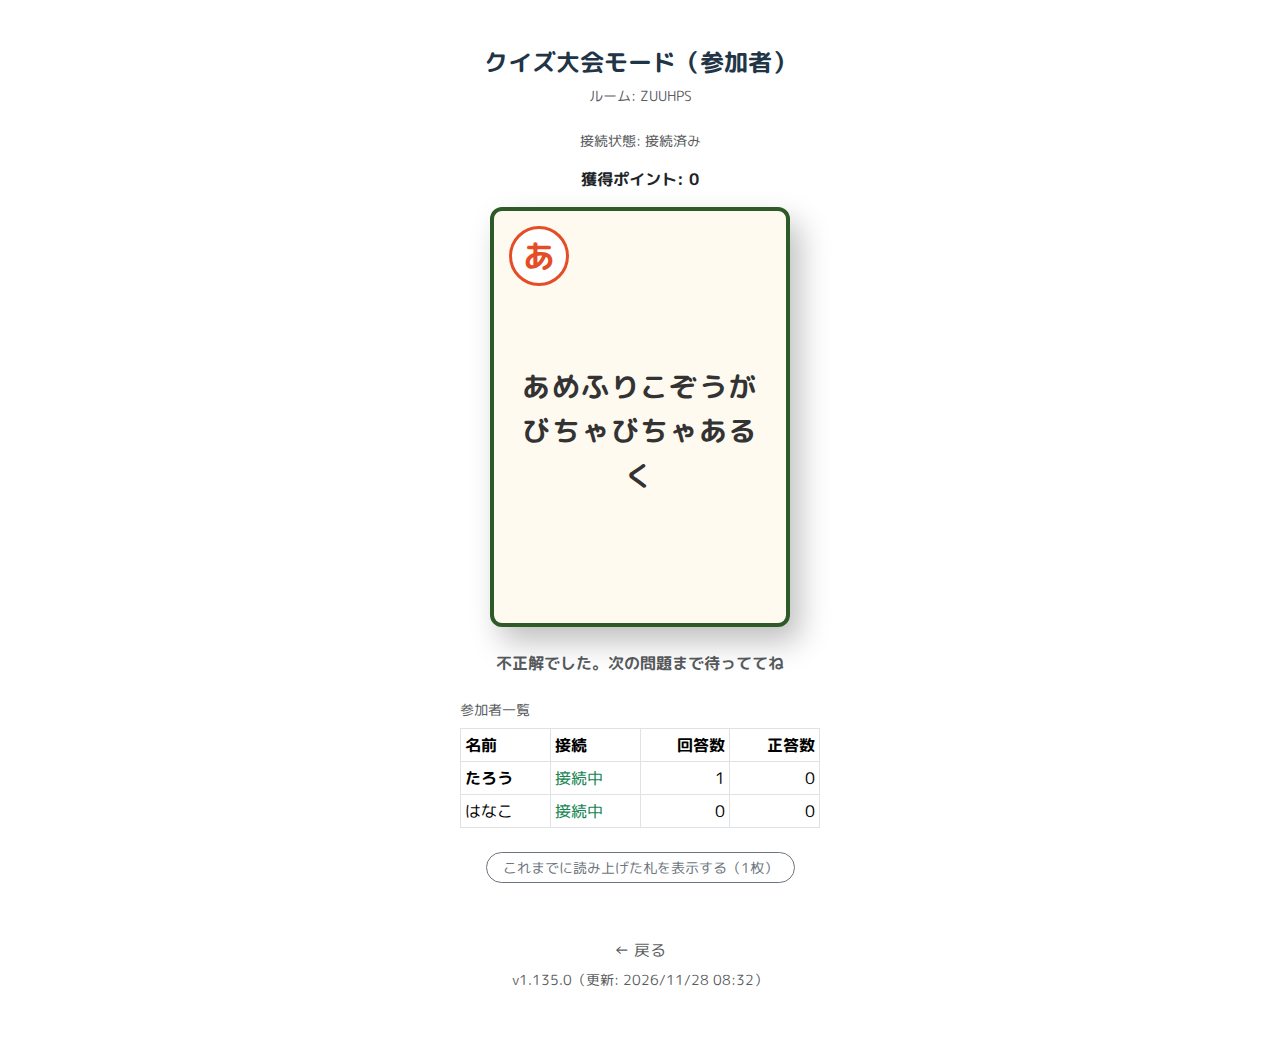 クイズ大会モード（参加者）
ルーム: ZUUHPS
接続状態: 接続済み
獲得ポイント: 0
あ
あめふりこぞうが
びちゃびちゃある
く
不正解でした。次の問題まで待っててね
参加者一覧
名前 接続 回答数 正答数
たろう 接続中 1 0
はなこ 接続中 0 0
これまでに読み上げた札を表示する（1枚）
← 戻る
v1.135.0（更新: 2026/11/28 08:32）